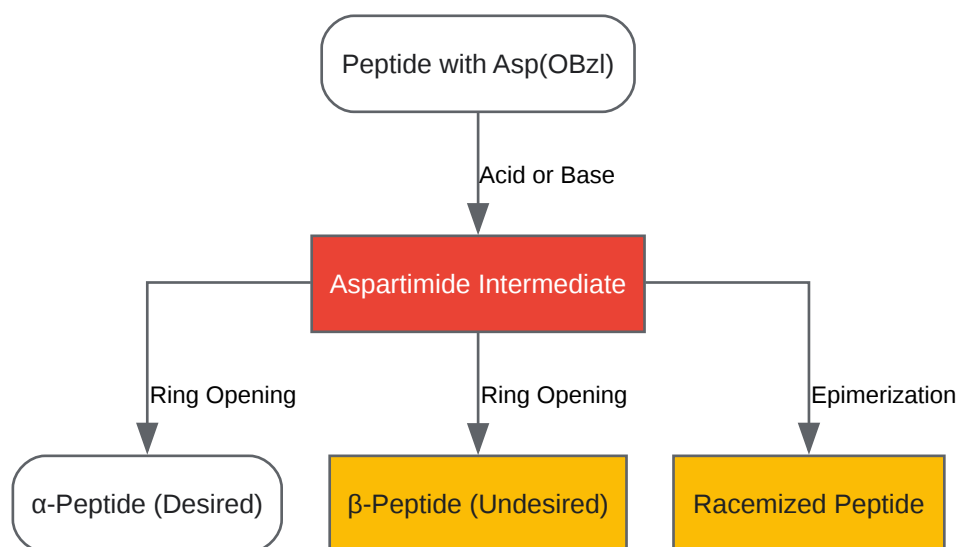 Peptide with Asp(OBzl)
Acid or Base
Aspartimide Intermediate
Ring Opening
Ring Opening
Epimerization
α-Peptide (Desired)
β-Peptide (Undesired)
Racemized Peptide